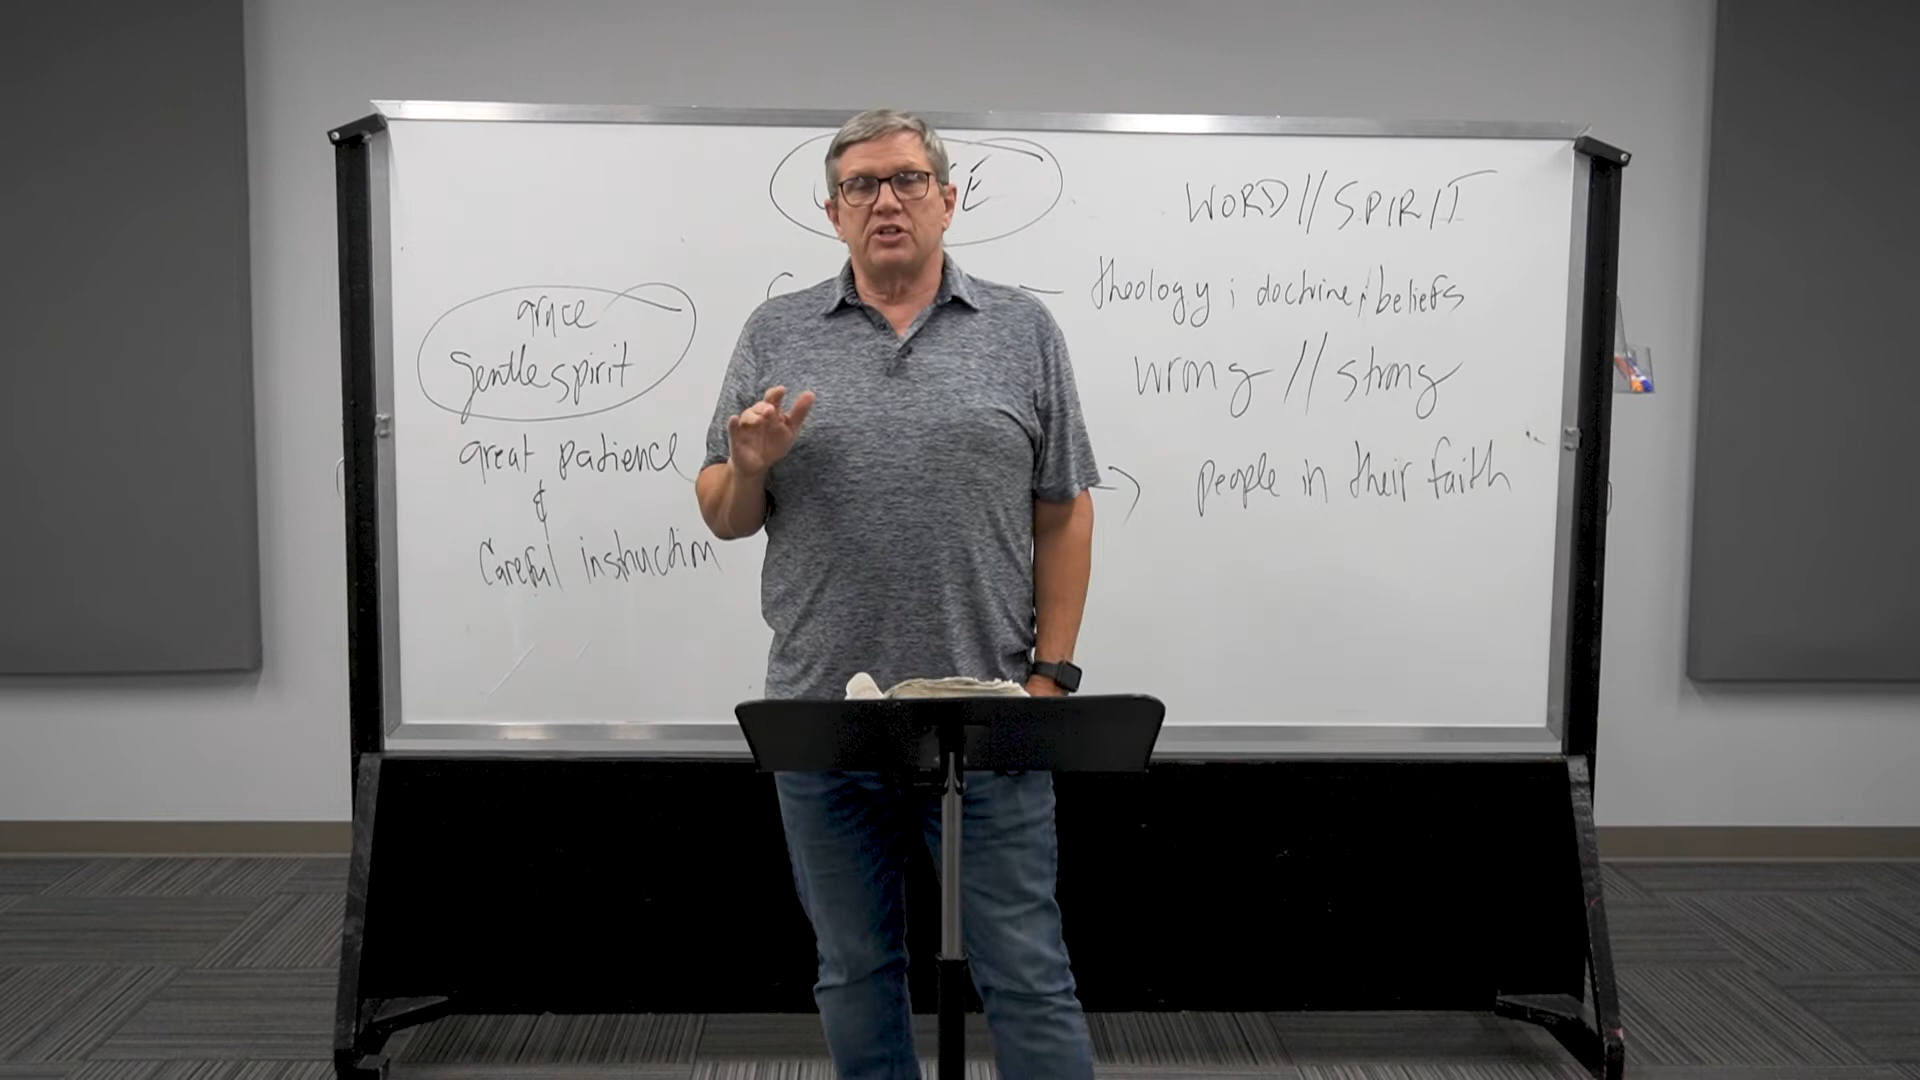 WORD//SPIRIT
theology; doctrine; beliefs
wrong//strong
people in their faith
grace
gentle spirit
great patience
&
Careful instruction